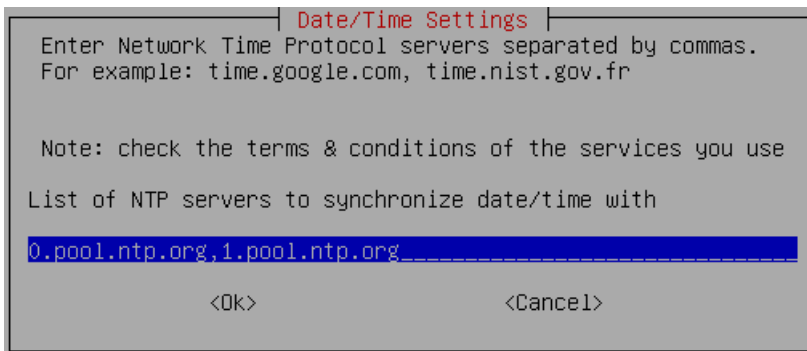 Date/Time Settings
Enter Network Time Protocol servers separated by commas.
For example: time.google.com, time.nist.gov.fr
Note: check the terms & conditions of the services you use
List of NTP servers to synchronize date/time with
0.pool.ntp.org,1.pool.ntp.org______________________________
<Ok> <Cancel>